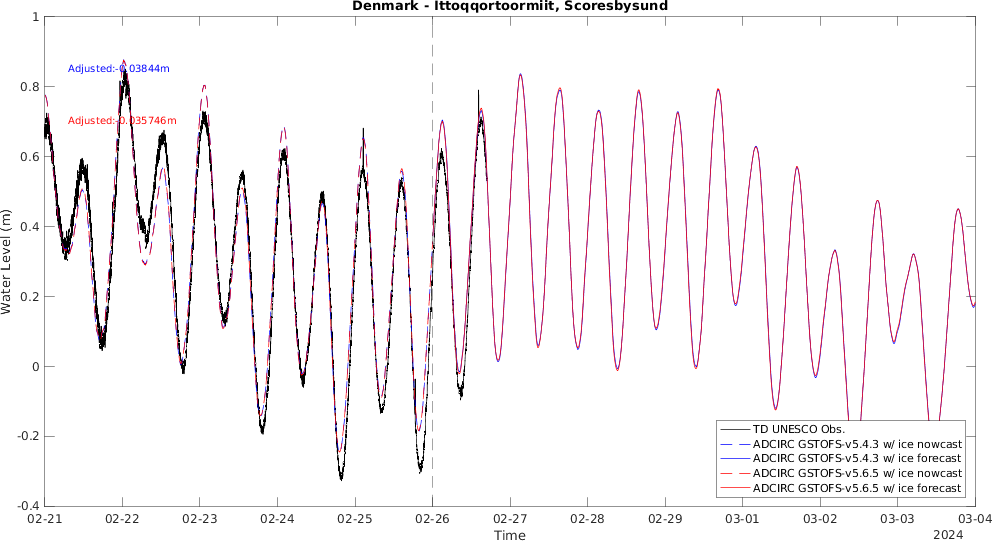 Denmark - Ittoqqortoormiit, Scoresbysund
Adjusted:-0.03844m
Adjusted:-0.035746m
Water Level (m)
1
0.8
0.6
0.4
0.2
0
-0.2
-0.4
02-21 02-22 02-23 02-24 02-25 02-26 02-27 02-28 02-29 03-01 03-02 03-03 03-04
Time
2024
TD UNESCO Obs.
ADCIRC GSTOFS-v5.4.3 w/ ice nowcast
ADCIRC GSTOFS-v5.4.3 w/ ice forecast
ADCIRC GSTOFS-v5.6.5 w/ ice nowcast
ADCIRC GSTOFS-v5.6.5 w/ ice forecast